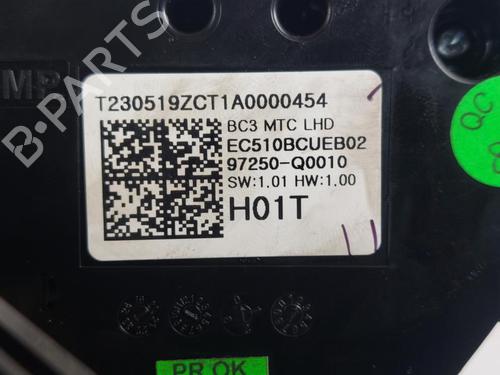 B-PARTS
T230519ZCT1A0000454
BC3 MTC LHD
EC510BCUEB02
97250-Q0010
SW:1.01 HW:1.00
H01T
QC
PR OK